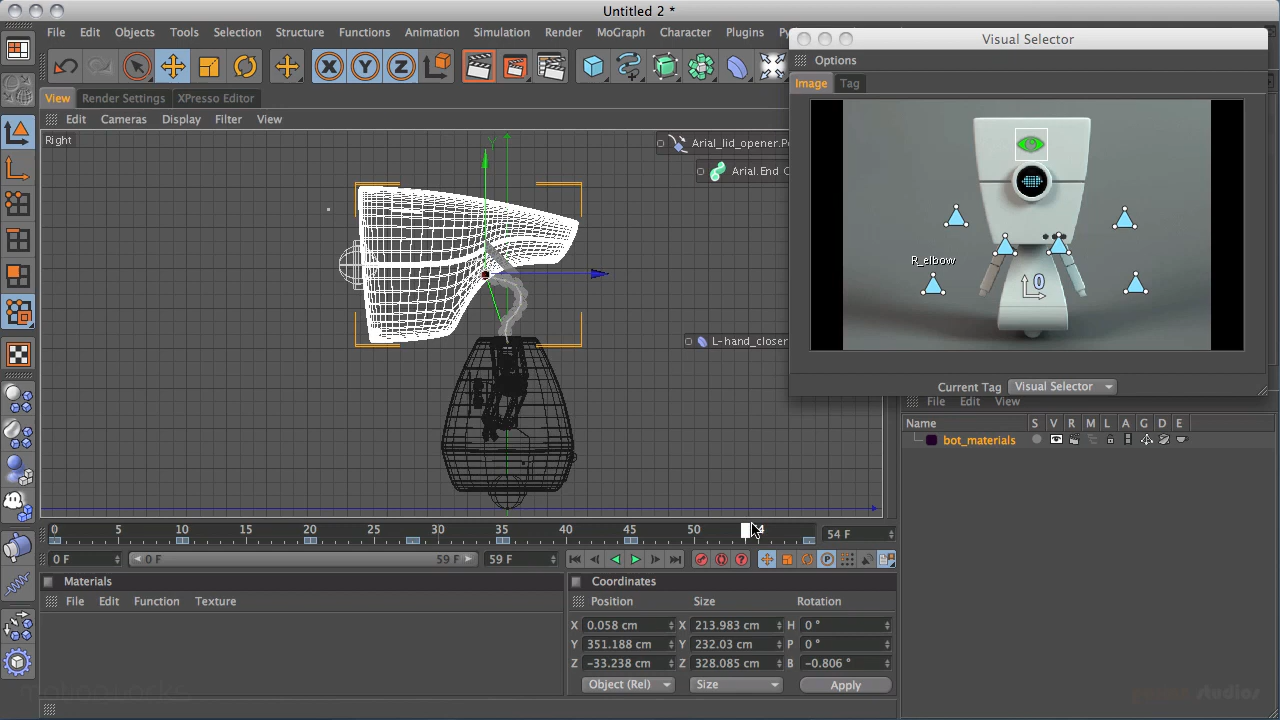 Untitled 2 *
File Edit Objects Tools Selection Structure Functions Animation Simulation Render MoGraph Character Plugins
Visual Selector
Options
Image Tag
X Y Z
View Render Settings XPresso Editor
Edit Cameras Display Filter View
Right
Y
Arial_lid_opener.P
Arial.End
L-hand_closer
R_elbow
0
Current Tag Visual Selector
File Edit View
Name S V R M L A G D E
bot_materials
0 5 10 15 20 25 30 35 40 45 50 54 F
0 F 0 F 59 F 59 F
Materials
File Edit Function Texture
Coordinates
Position Size Rotation
X 0.058 cm X 213.983 cm H 0 °
Y 351.188 cm Y 232.03 cm P 0 °
Z -33.238 cm Z 328.085 cm B -0.806 °
Object (Rel) Size Apply
studios